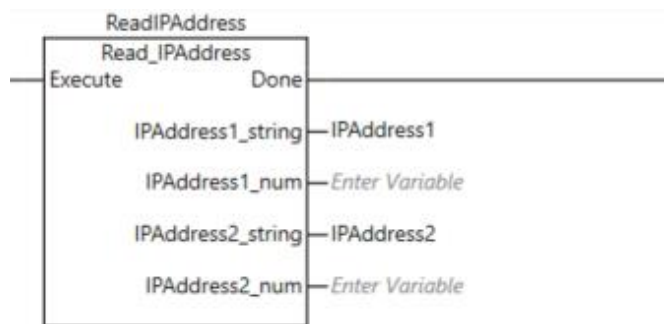 ReadIPAddress
Read_IPAddress
Execute Done
IPAddress1_string IPAddress1
IPAddress1_num Enter Variable
IPAddress2_string IPAddress2
IPAddress2_num Enter Variable